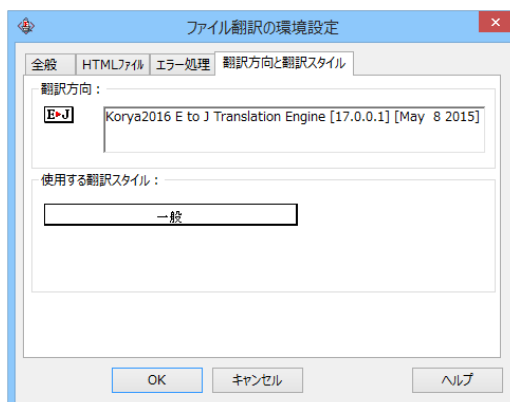 ファイル翻訳の環境設定
全般 HTMLファイル エラー処理 翻訳方向と翻訳スタイル
翻訳方向：
E▸J Korya2016 E to J Translation Engine [17.0.0.1] [May 8 2015]
使用する翻訳スタイル：
一般
OK キャンセル ヘルプ